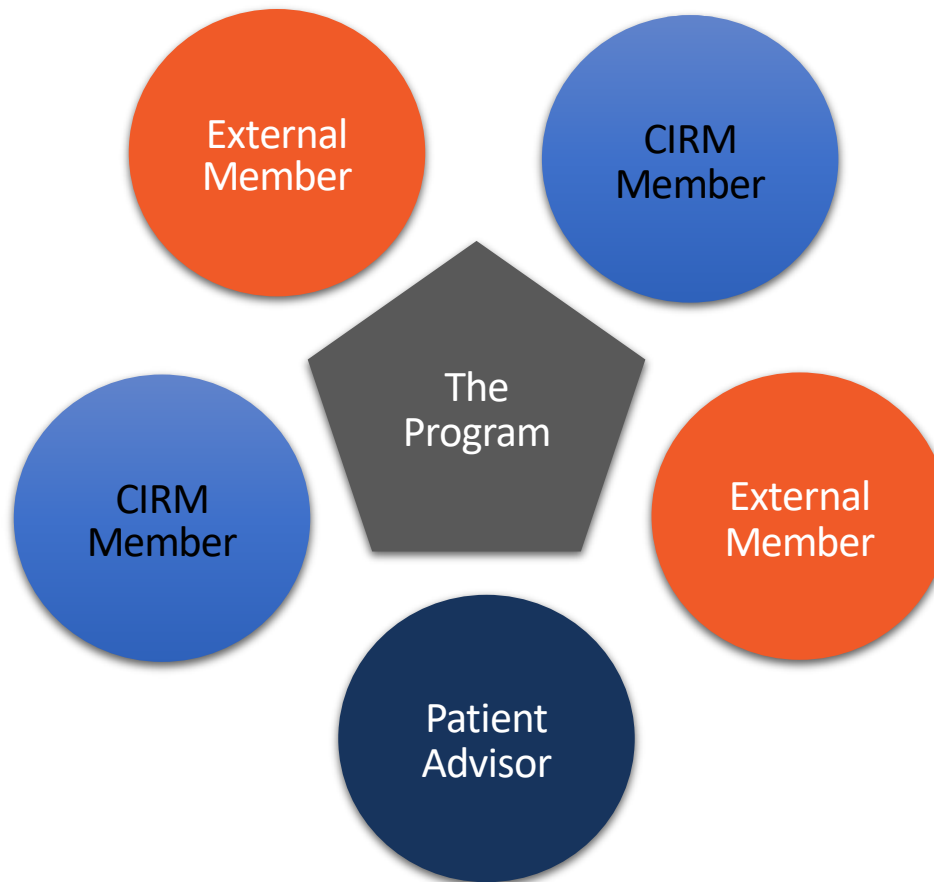 External
Member
CIRM
Member
The
Program
CIRM
Member
External
Member
Patient
Advisor